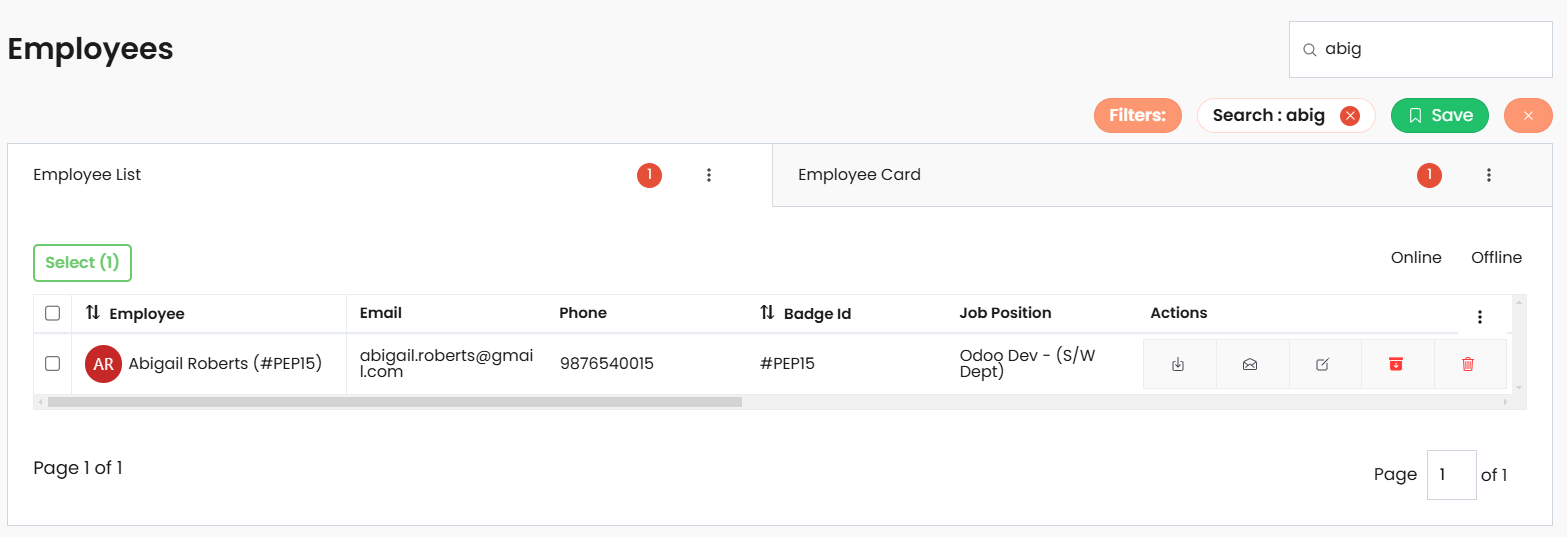 Employees
abig
Filters: Search : abig Save
Employee List 1 Employee Card 1
Select (1) Online Offline
Employee Email Phone Badge Id Job Position Actions
AR Abigail Roberts (#PEP15) abigail.roberts@gmai 9876540015 #PEP15 Odoo Dev - (S/W
l.com Dept)
Page 1 of 1 Page 1 of 1